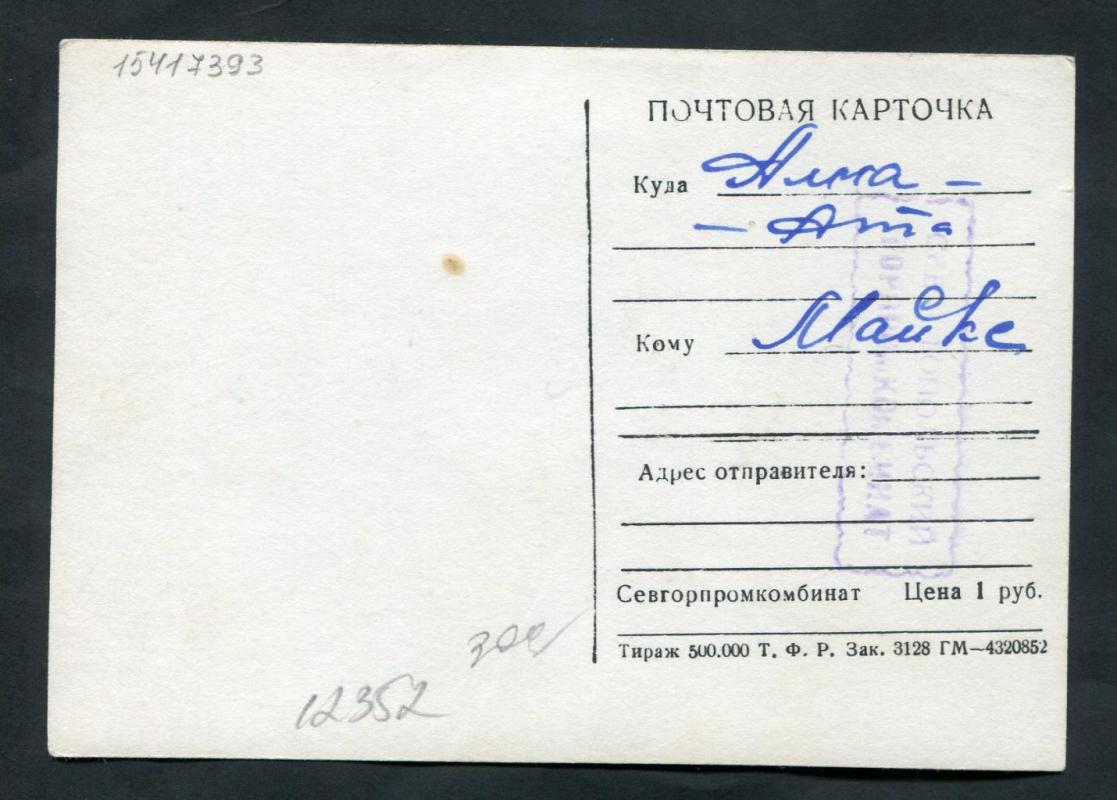 15417393
ПОЧТОВАЯ КАРТОЧКА
Куда Алма -
- Ата
Кому Майке
Адрес отправителя:
Севгорпромкомбинат Цена 1 руб.
Тираж 500.000 Т. Ф. Р. Зак. 3128 ГМ—4320852
300
12352